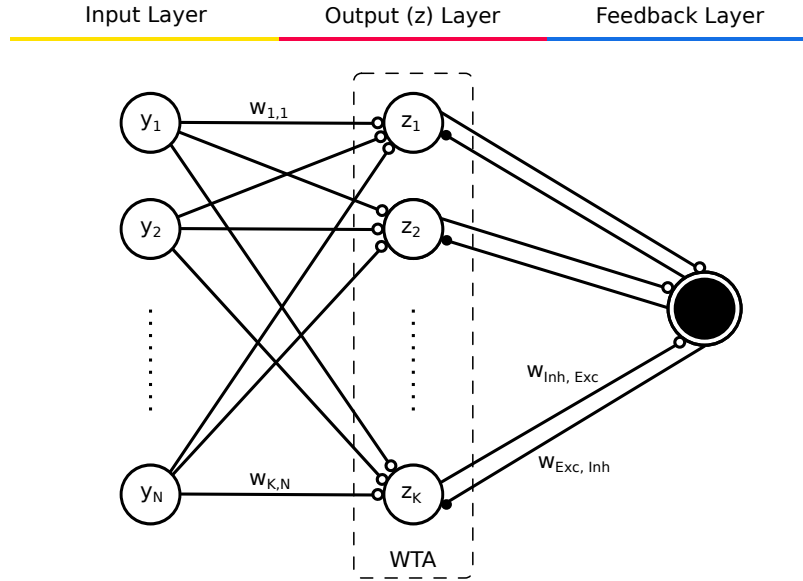 Input Layer
Output (z) Layer
Feedback Layer
y1
w1,1
z1
y2
z2
wInh, Exc
wExc, Inh
yN
wK,N
zK
WTA